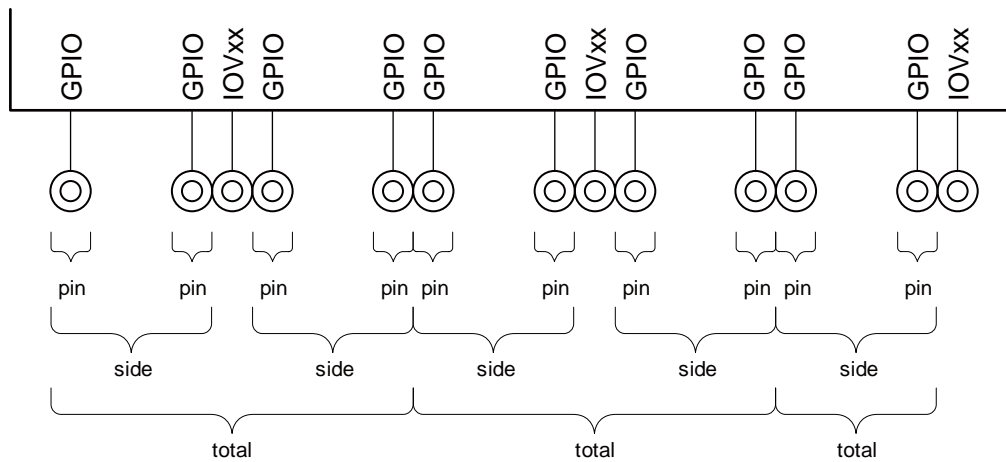 GPIO GPIO IOVxx GPIO GPIO GPIO GPIO IOVxx GPIO GPIO GPIO GPIO IOVxx
pin pin pin pin pin pin pin pin pin pin
side side side side side
total total total